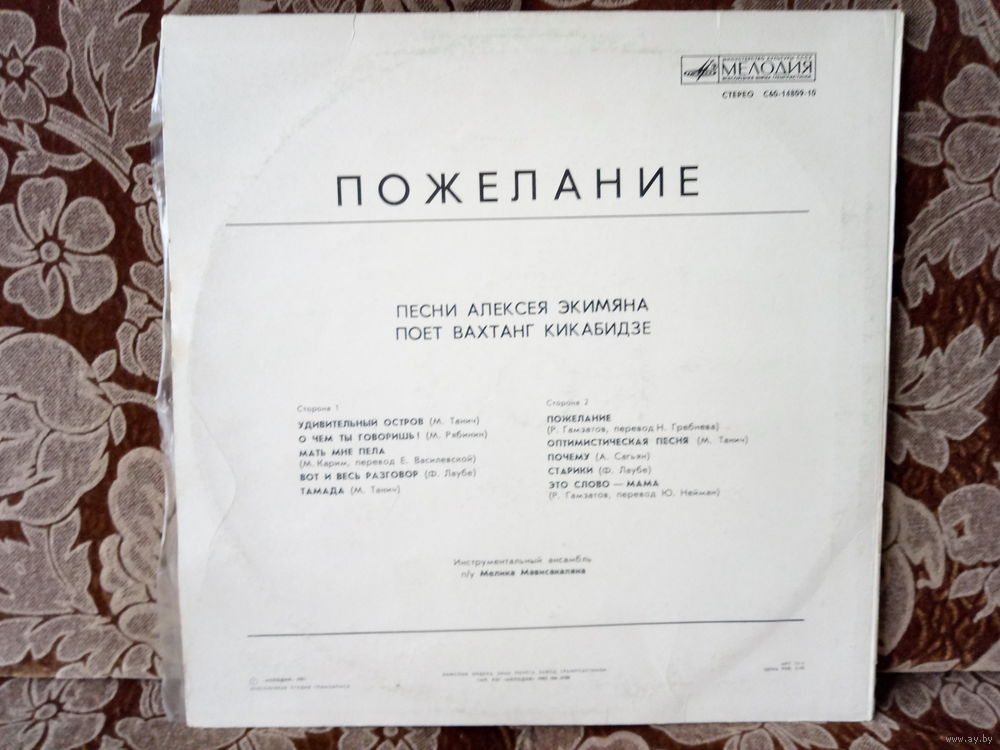 МЕЛОДИЯ
СТЕРЕО С60-14809-10
ПОЖЕЛАНИЕ
ПЕСНИ АЛЕКСЕЯ ЭКИМЯНА
ПОЕТ ВАХТАНГ КИКАБИДЗЕ
Сторона 1
УДИВИТЕЛЬНЫЙ ОСТРОВ (М. Танич)
О ЧЕМ ТЫ ГОВОРИШЬ! (М. Рябинин)
МАТЬ МНЕ ПЕЛА
(М. Карим, перевод Е. Василевской)
ВОТ И ВЕСЬ РАЗГОВОР (Ф. Лаубе)
ТАМАДА (М. Танич)
Сторона 2
ПОЖЕЛАНИЕ
(Р. Гамзатов, перевод Н. Гребнева)
ОПТИМИСТИЧЕСКАЯ ПЕСНЯ (М. Танич)
ПОЧЕМУ (А. Сагьян)
СТАРИКИ (Ф. Лаубе)
ЭТО СЛОВО — МАМА
(Р. Гамзатов, перевод Ю. Нейман)
Инструментальный ансамбль
п/у Мелика Мависакаляна
www.ay.by